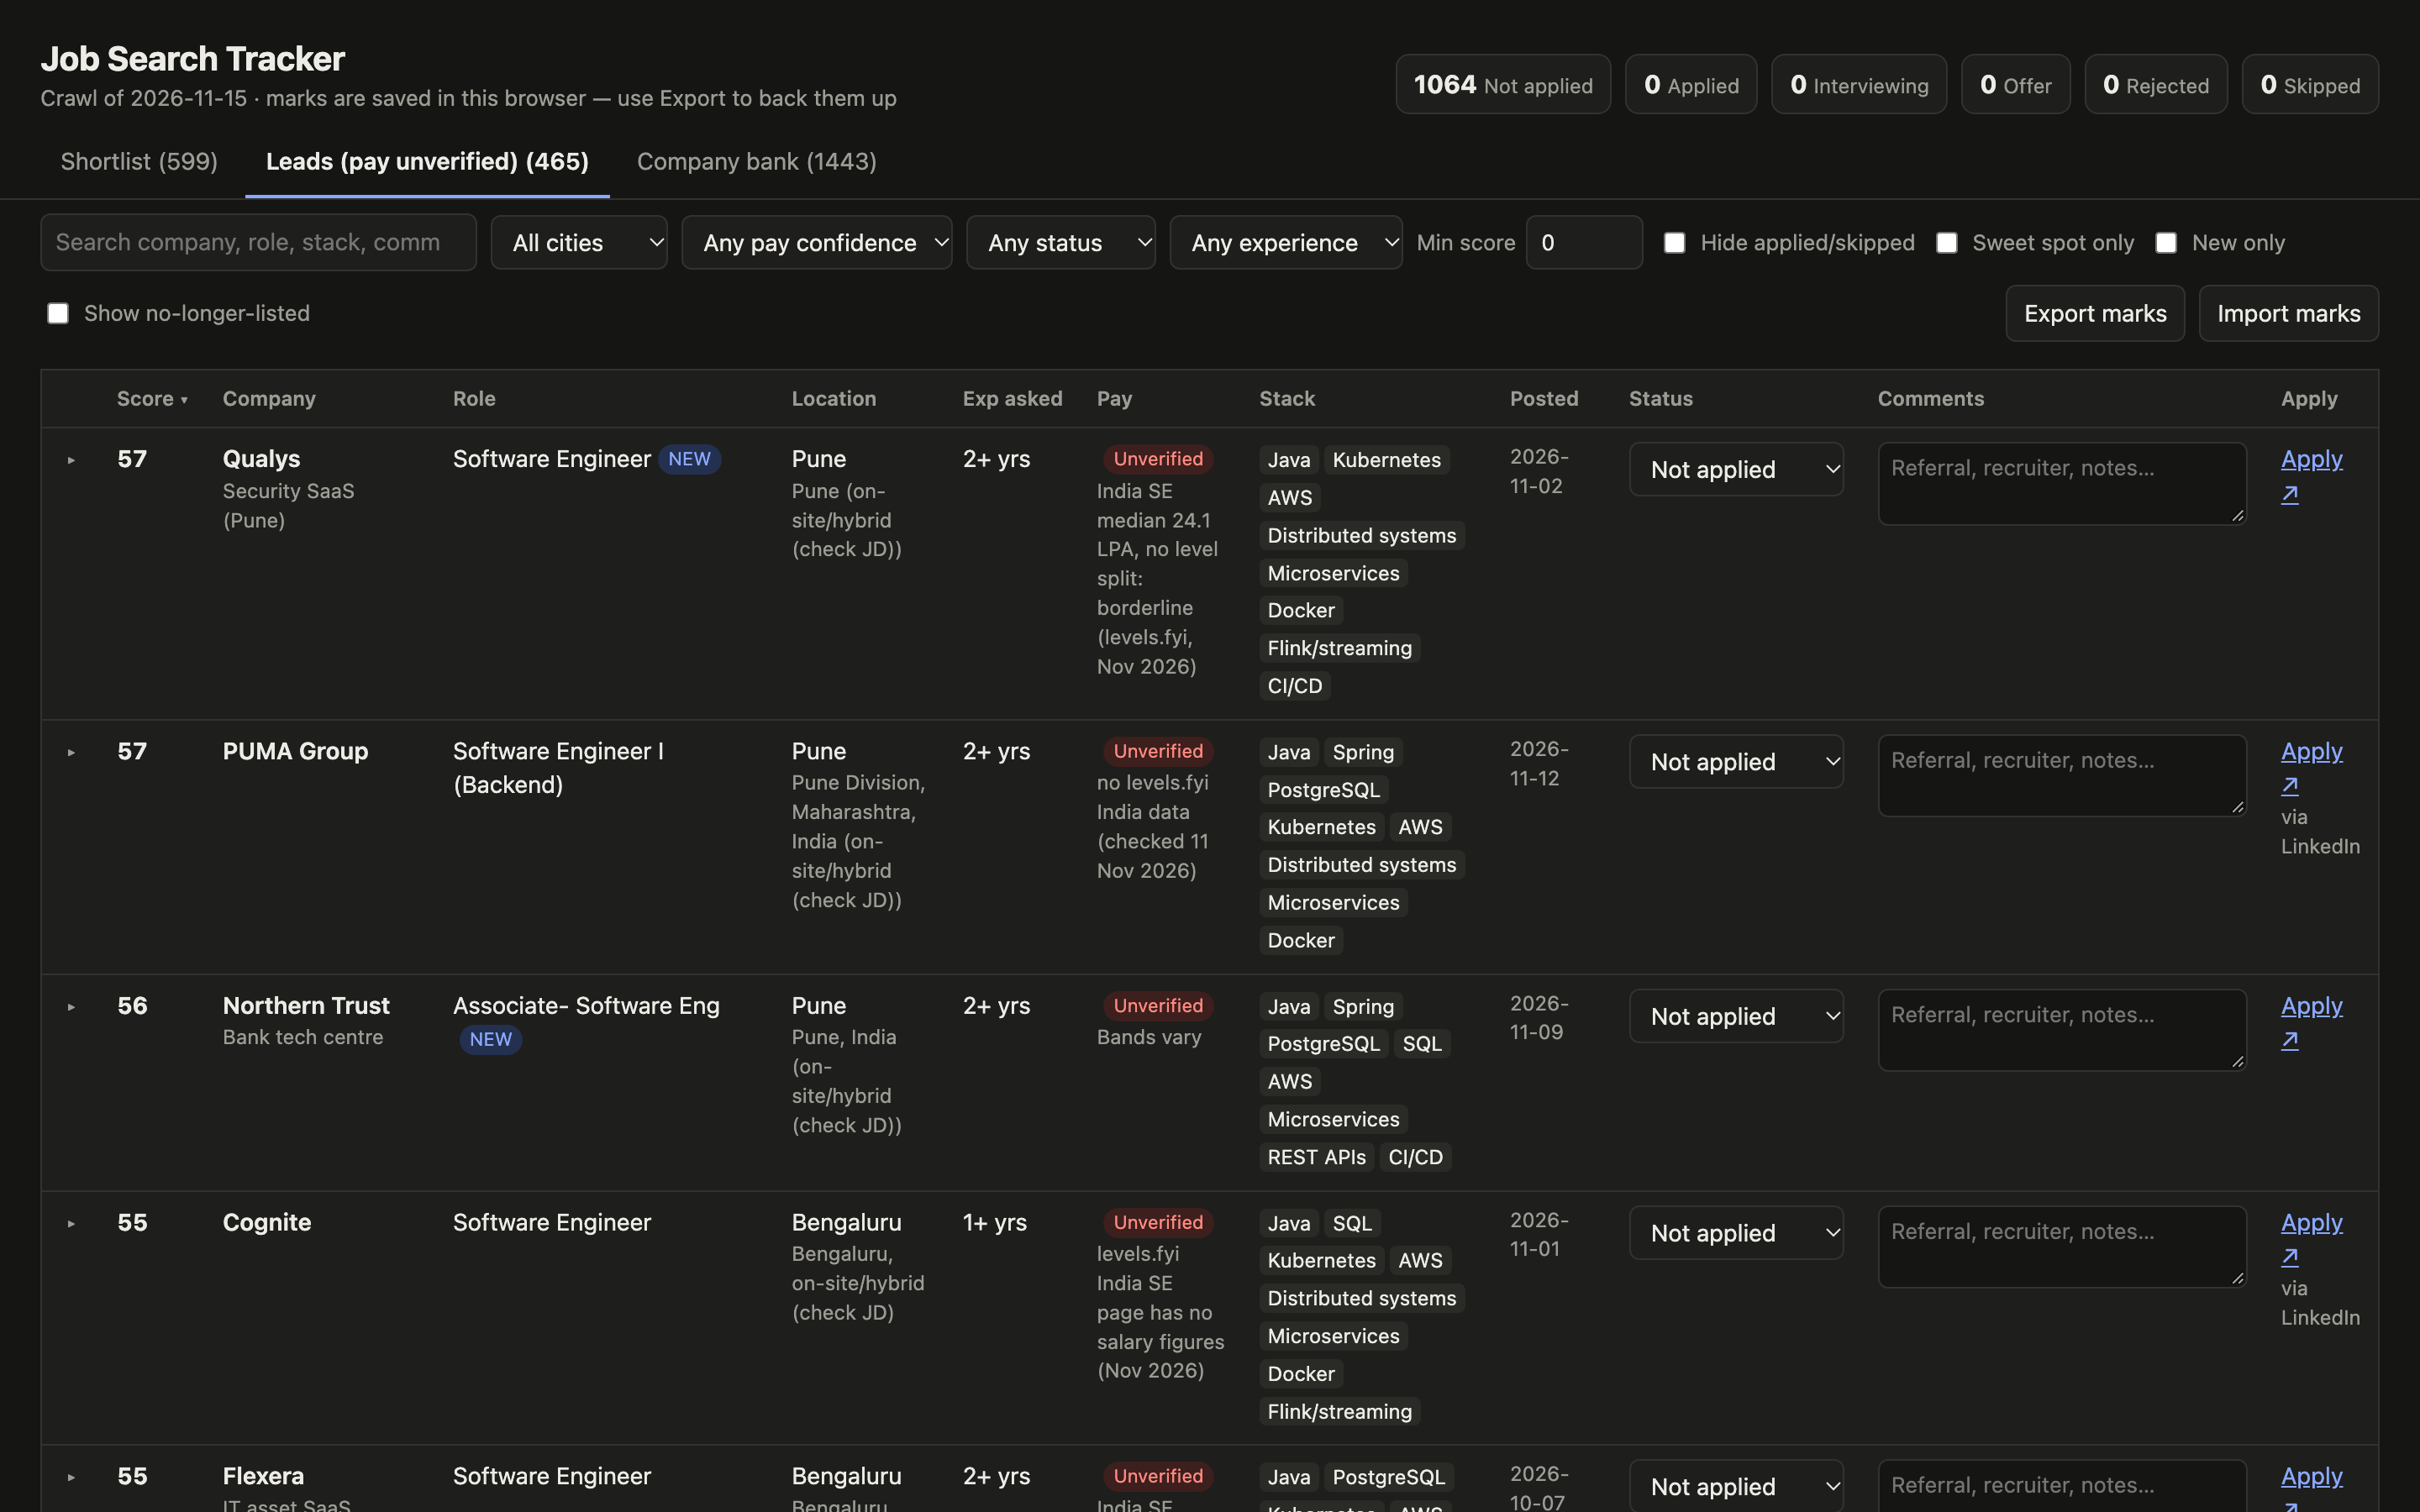 Job Search Tracker
Crawl of 2026-11-15 · marks are saved in this browser — use Export to back them up
1064 Not applied
0 Applied
0 Interviewing
0 Offer
0 Rejected
0 Skipped
Shortlist (599)
Leads (pay unverified) (465)
Company bank (1443)
Search company, role, stack, comm
All cities
Any pay confidence
Any status
Any experience
Min score
0
Hide applied/skipped
Sweet spot only
New only
Show no-longer-listed
Export marks
Import marks
Score ▾
Company
Role
Location
Exp asked
Pay
Stack
Posted
Status
Comments
Apply
▸
57
Qualys
Security SaaS
(Pune)
Software Engineer NEW
Pune
Pune (on-
site/hybrid
(check JD))
2+ yrs
Unverified
India SE
median 24.1
LPA, no level
split:
borderline
(levels.fyi,
Nov 2026)
Java Kubernetes
AWS
Distributed systems
Microservices
Docker
Flink/streaming
CI/CD
2026-
11-02
Not applied
Referral, recruiter, notes...
Apply
↗
▸
57
PUMA Group
Software Engineer I
(Backend)
Pune
Pune Division,
Maharashtra,
India (on-
site/hybrid
(check JD))
2+ yrs
Unverified
no levels.fyi
India data
(checked 11
Nov 2026)
Java Spring
PostgreSQL
Kubernetes AWS
Distributed systems
Microservices
Docker
2026-
11-12
Not applied
Referral, recruiter, notes...
Apply
↗
via
LinkedIn
▸
56
Northern Trust
Bank tech centre
Associate- Software Eng
NEW
Pune
Pune, India
(on-
site/hybrid
(check JD))
2+ yrs
Unverified
Bands vary
Java Spring
PostgreSQL SQL
AWS
Microservices
REST APIs CI/CD
2026-
11-09
Not applied
Referral, recruiter, notes...
Apply
↗
▸
55
Cognite
Software Engineer
Bengaluru
Bengaluru,
on-site/hybrid
(check JD)
1+ yrs
Unverified
levels.fyi
India SE
page has no
salary figures
(Nov 2026)
Java SQL
Kubernetes AWS
Distributed systems
Microservices
Docker
Flink/streaming
2026-
11-01
Not applied
Referral, recruiter, notes...
Apply
↗
via
LinkedIn
▸
55
Flexera
IT asset SaaS
Software Engineer
Bengaluru
Bengaluru
2+ yrs
Unverified
India SE
Java PostgreSQL
Kubernetes AWS
2026-
10-07
Not applied
Referral, recruiter, notes...
Apply
↗